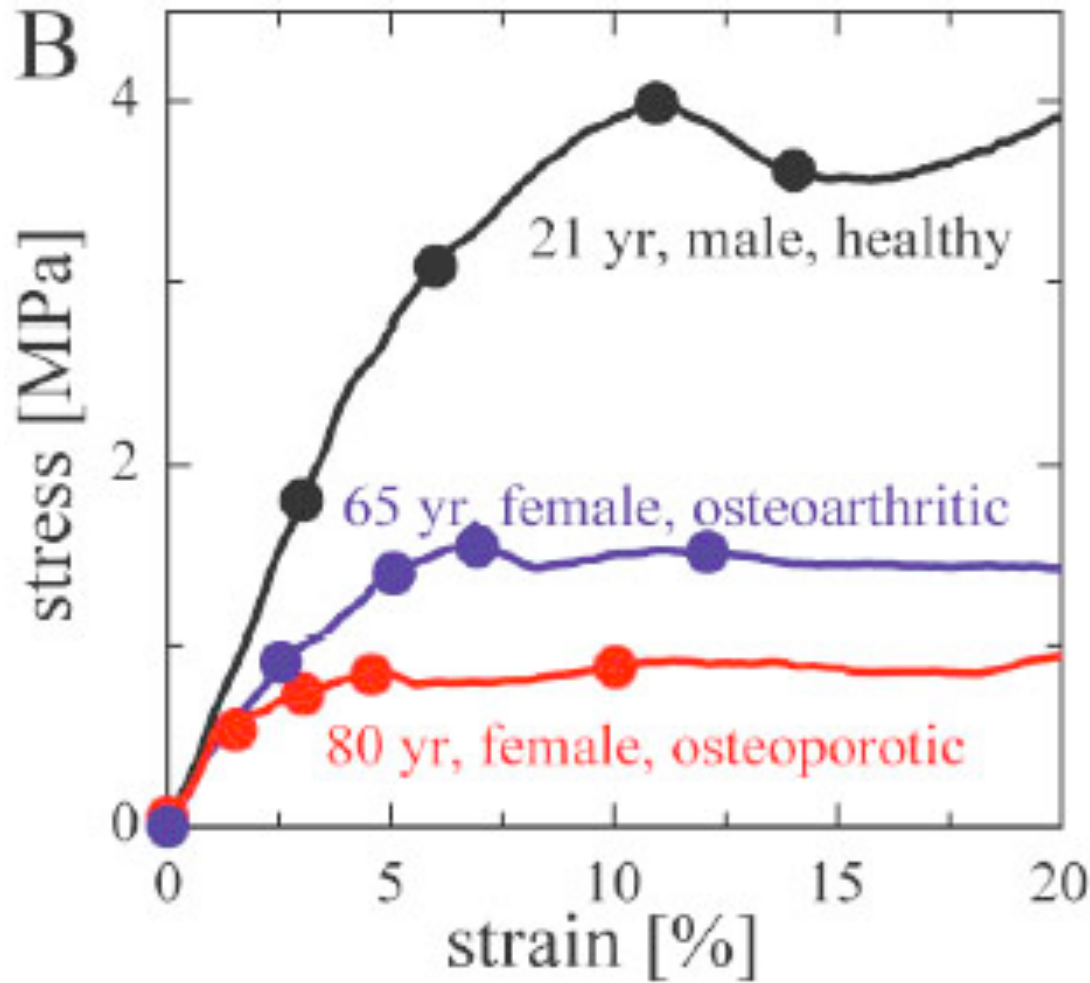 B
stress [MPa]
4
2
0
21 yr, male, healthy
65 yr, female, osteoarthritic
80 yr, female, osteoporotic
0 5 10 15 20
strain [%]